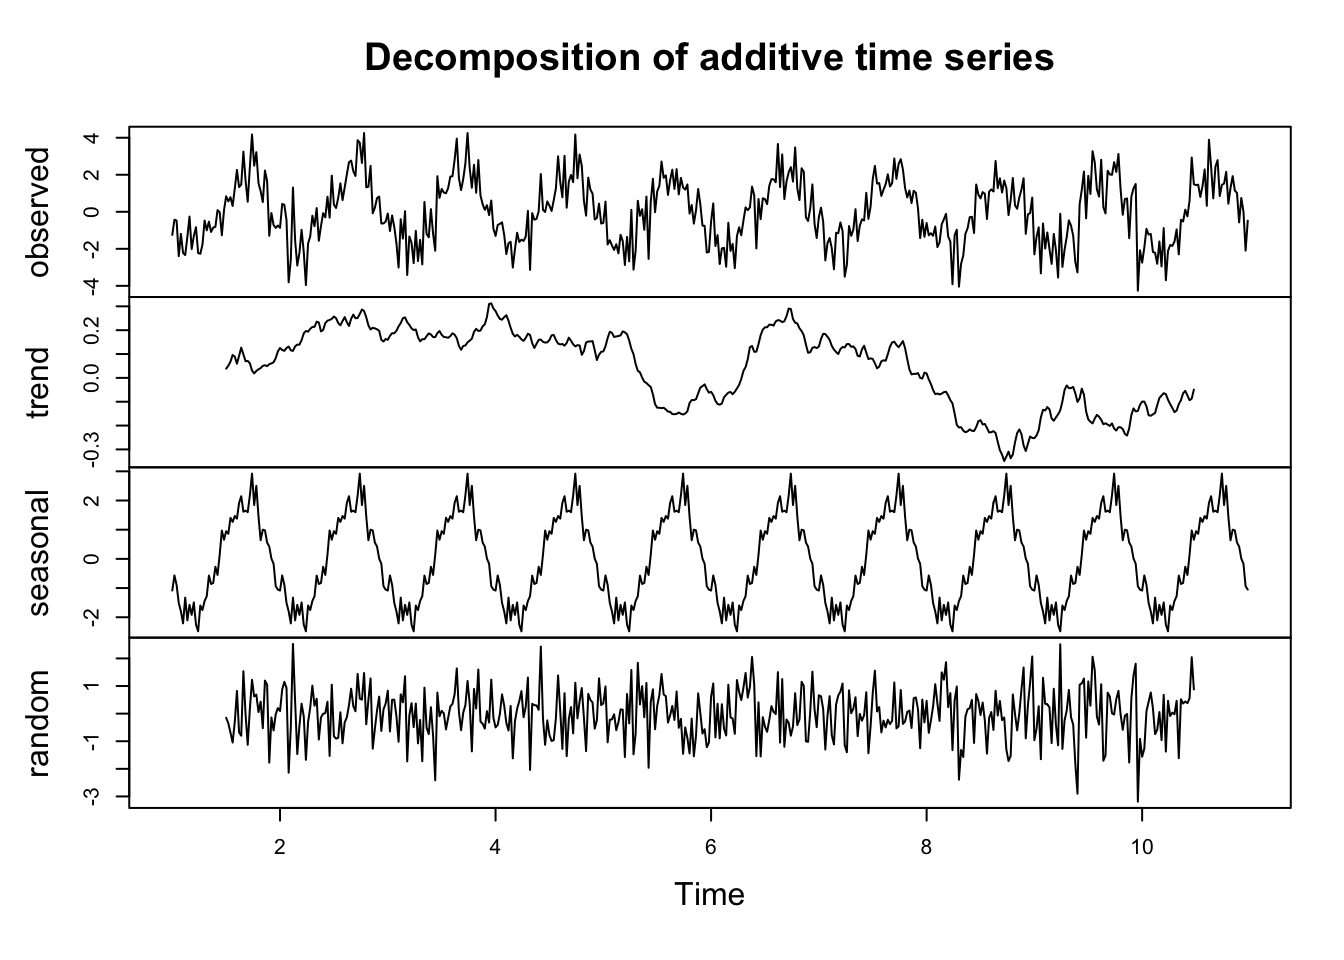 Decomposition of additive time series
observed
-4 -2 0 2 4
trend
-0.3 0.0 0.2
seasonal
-2 0 2
random
-3 -1 1
2 4 6 8 10
Time